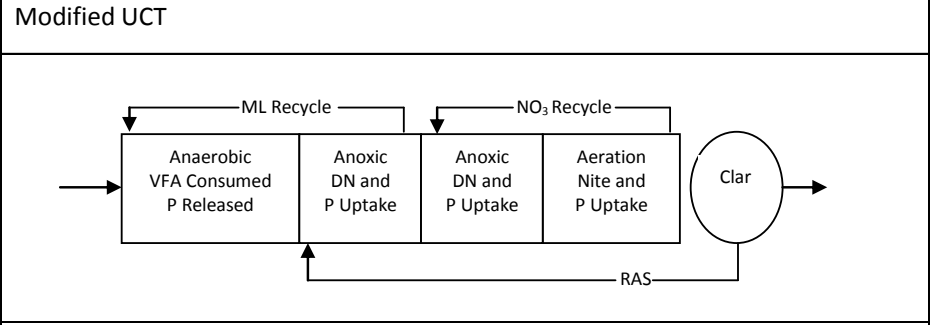 Modified UCT
ML Recycle
NO₃ Recycle
Anaerobic
VFA Consumed
P Released
Anoxic
DN and
P Uptake
Anoxic
DN and
P Uptake
Aeration
Nite and
P Uptake
Clar
RAS